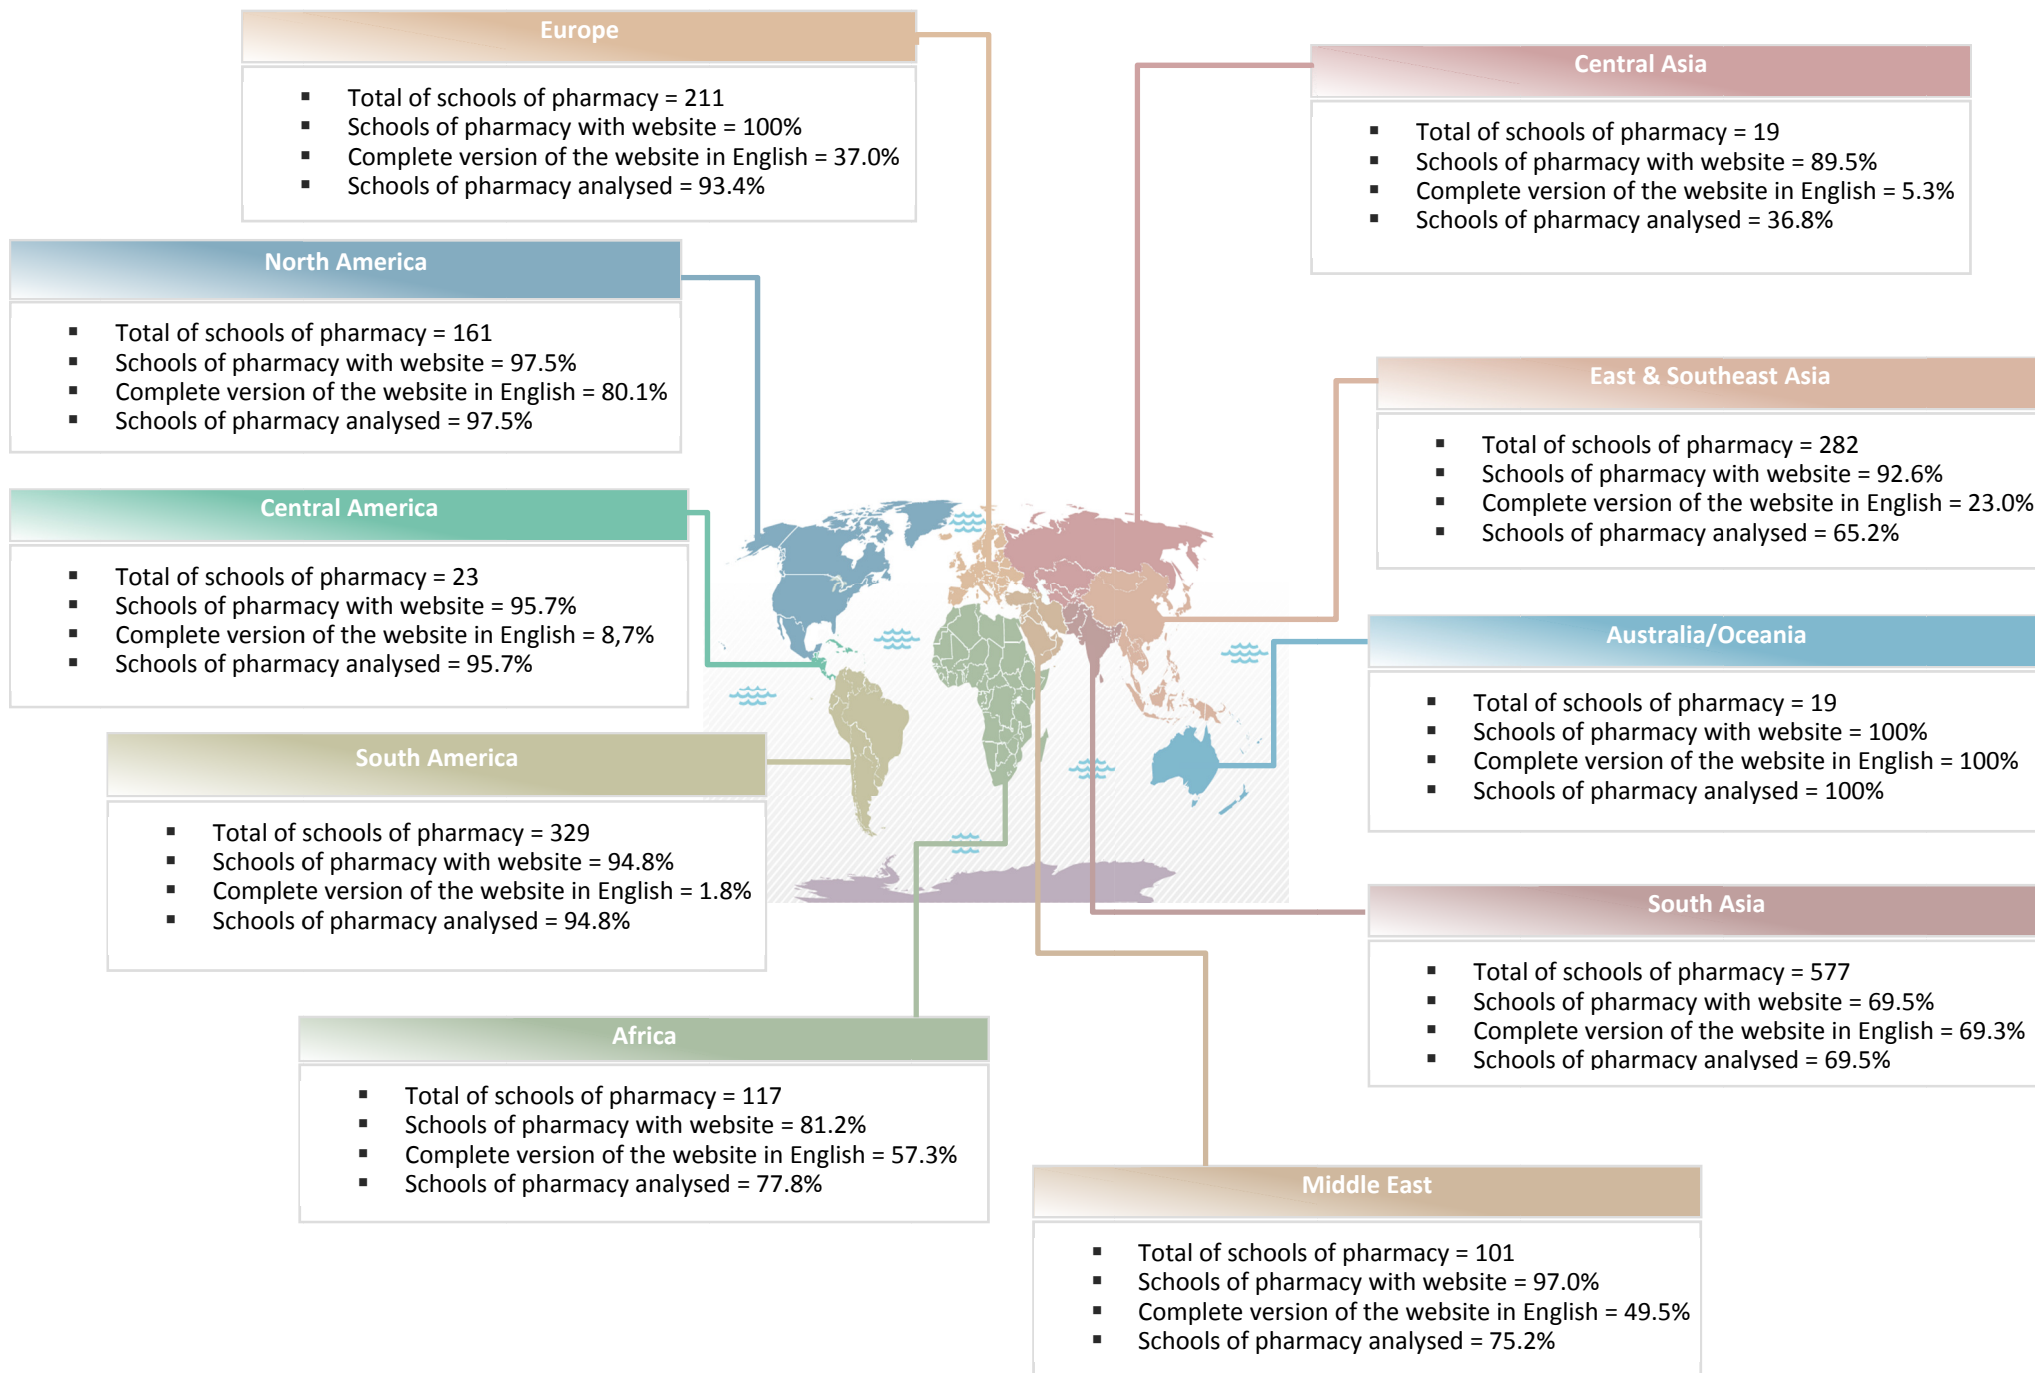 Europe
▪ Total of schools of pharmacy = 211
▪ Schools of pharmacy with website = 100%
▪ Complete version of the website in English = 37.0%
▪ Schools of pharmacy analysed = 93.4%
Central Asia
▪ Total of schools of pharmacy = 19
▪ Schools of pharmacy with website = 89.5%
▪ Complete version of the website in English = 5.3%
▪ Schools of pharmacy analysed = 36.8%
North America
▪ Total of schools of pharmacy = 161
▪ Schools of pharmacy with website = 97.5%
▪ Complete version of the website in English = 80.1%
▪ Schools of pharmacy analysed = 97.5%
East & Southeast Asia
▪ Total of schools of pharmacy = 282
▪ Schools of pharmacy with website = 92.6%
▪ Complete version of the website in English = 23.0%
▪ Schools of pharmacy analysed = 65.2%
Central America
▪ Total of schools of pharmacy = 23
▪ Schools of pharmacy with website = 95.7%
▪ Complete version of the website in English = 8,7%
▪ Schools of pharmacy analysed = 95.7%
Australia/Oceania
▪ Total of schools of pharmacy = 19
▪ Schools of pharmacy with website = 100%
▪ Complete version of the website in English = 100%
▪ Schools of pharmacy analysed = 100%
South America
▪ Total of schools of pharmacy = 329
▪ Schools of pharmacy with website = 94.8%
▪ Complete version of the website in English = 1.8%
▪ Schools of pharmacy analysed = 94.8%
South Asia
▪ Total of schools of pharmacy = 577
▪ Schools of pharmacy with website = 69.5%
▪ Complete version of the website in English = 69.3%
▪ Schools of pharmacy analysed = 69.5%
Africa
▪ Total of schools of pharmacy = 117
▪ Schools of pharmacy with website = 81.2%
▪ Complete version of the website in English = 57.3%
▪ Schools of pharmacy analysed = 77.8%
Middle East
▪ Total of schools of pharmacy = 101
▪ Schools of pharmacy with website = 97.0%
▪ Complete version of the website in English = 49.5%
▪ Schools of pharmacy analysed = 75.2%